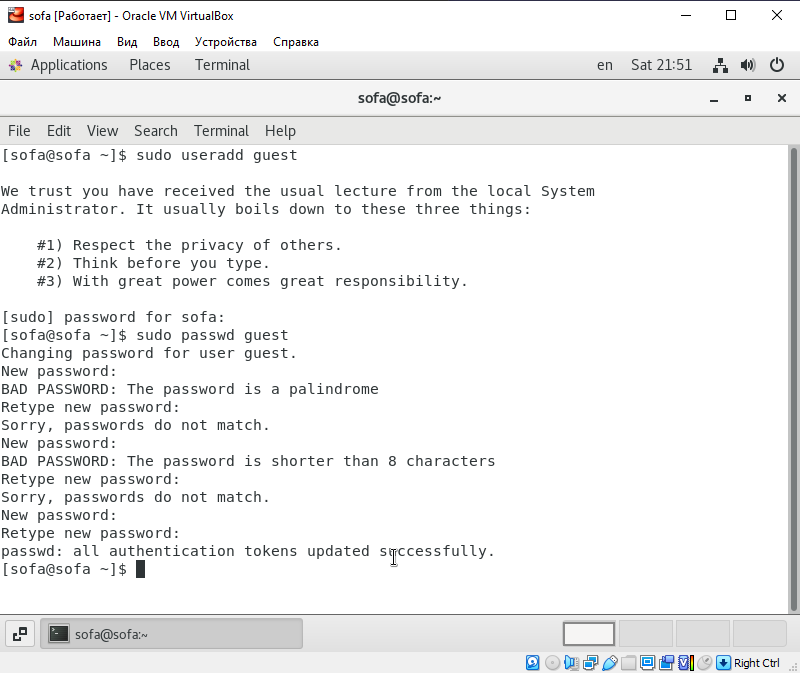 sofa [Работает] - Oracle VM VirtualBox
Файл Машина Вид Ввод Устройства Справка
Applications Places Terminal en Sat 21:51
sofa@sofa:~
File Edit View Search Terminal Help
[sofa@sofa ~]$ sudo useradd guest
We trust you have received the usual lecture from the local System
Administrator. It usually boils down to these three things:
#1) Respect the privacy of others.
#2) Think before you type.
#3) With great power comes great responsibility.
[sudo] password for sofa:
[sofa@sofa ~]$ sudo passwd guest
Changing password for user guest.
New password:
BAD PASSWORD: The password is a palindrome
Retype new password:
Sorry, passwords do not match.
New password:
BAD PASSWORD: The password is shorter than 8 characters
Retype new password:
Sorry, passwords do not match.
New password:
Retype new password:
passwd: all authentication tokens updated successfully.
[sofa@sofa ~]$
sofa@sofa:~
Right Ctrl